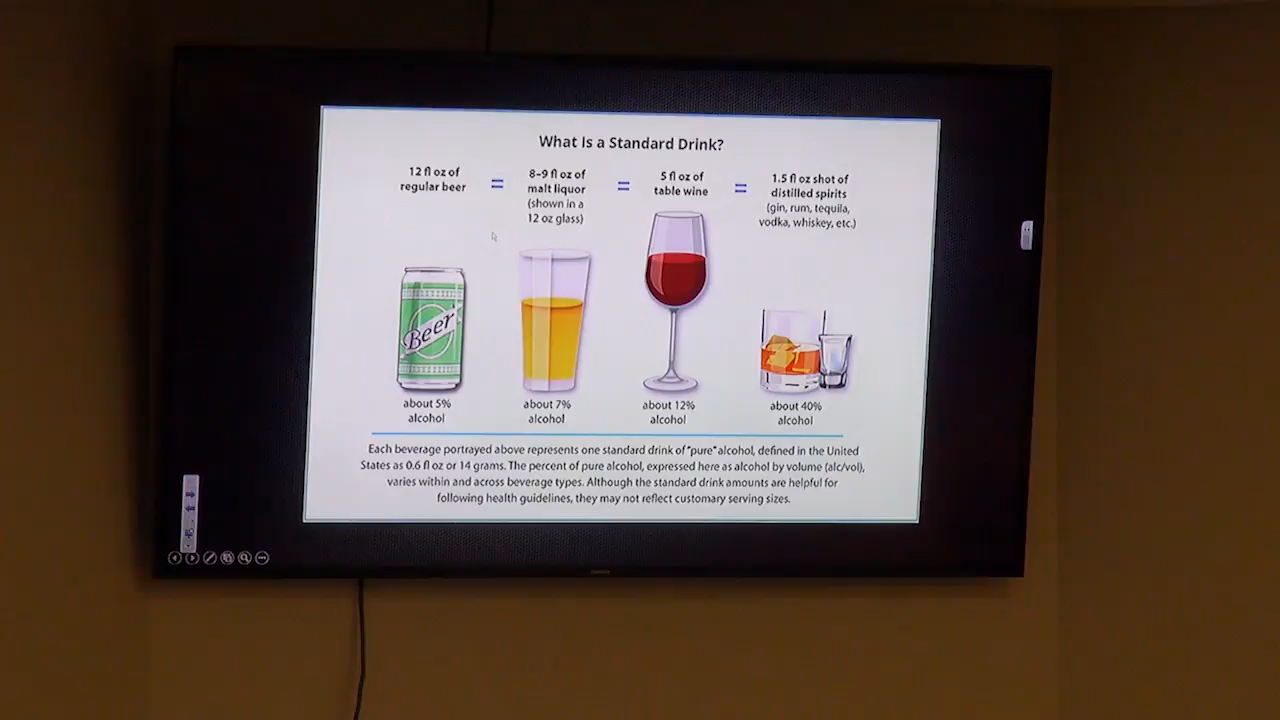 What Is a Standard Drink?
12 fl oz of
regular beer
=
8–9 fl oz of
malt liquor
(shown in a
12 oz glass)
=
5 fl oz of
table wine
=
1.5 fl oz shot of
distilled spirits
(gin, rum, tequila,
vodka, whiskey, etc.)
Beer
about 5%
alcohol
about 7%
alcohol
about 12%
alcohol
about 40%
alcohol
Each beverage portrayed above represents one standard drink of "pure" alcohol, defined in the United
States as 0.6 fl oz or 14 grams. The percent of pure alcohol, expressed here as alcohol by volume (alc/vol),
varies within and across beverage types. Although the standard drink amounts are helpful for
following health guidelines, they may not reflect customary serving sizes.